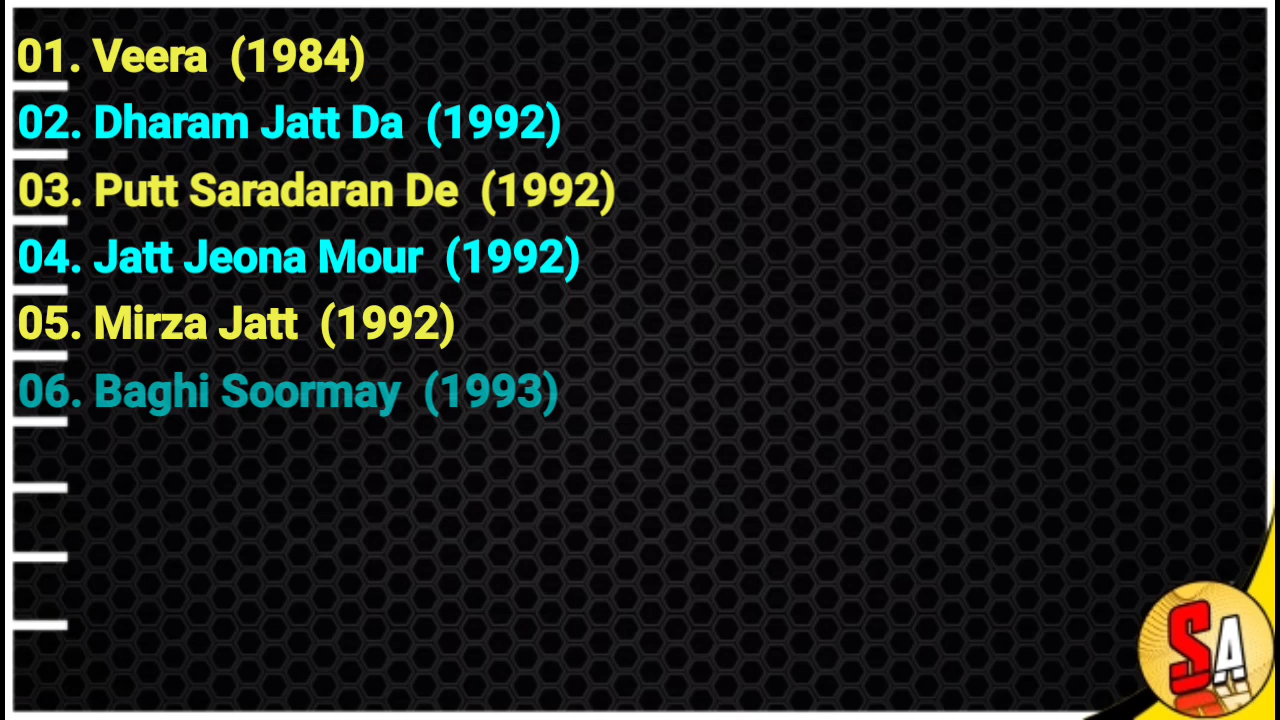 01. Veera (1984)
02. Dharam Jatt Da (1992)
03. Putt Saradaran De (1992)
04. Jatt Jeona Mour (1992)
05. Mirza Jatt (1992)
06. Baghi Soormay (1993)
SA